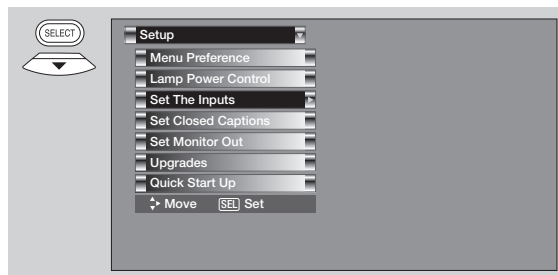 SELECT
Setup
Menu Preference
Lamp Power Control
Set The Inputs
Set Closed Captions
Set Monitor Out
Upgrades
Quick Start Up
Move SEL Set